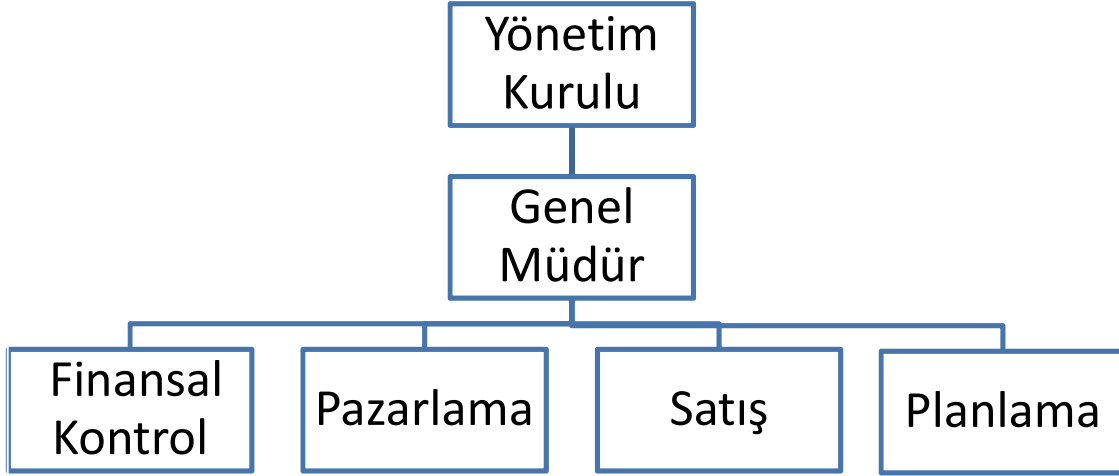 Yönetim
Kurulu
Genel
Müdür
Finansal
Kontrol
Pazarlama
Satış
Planlama